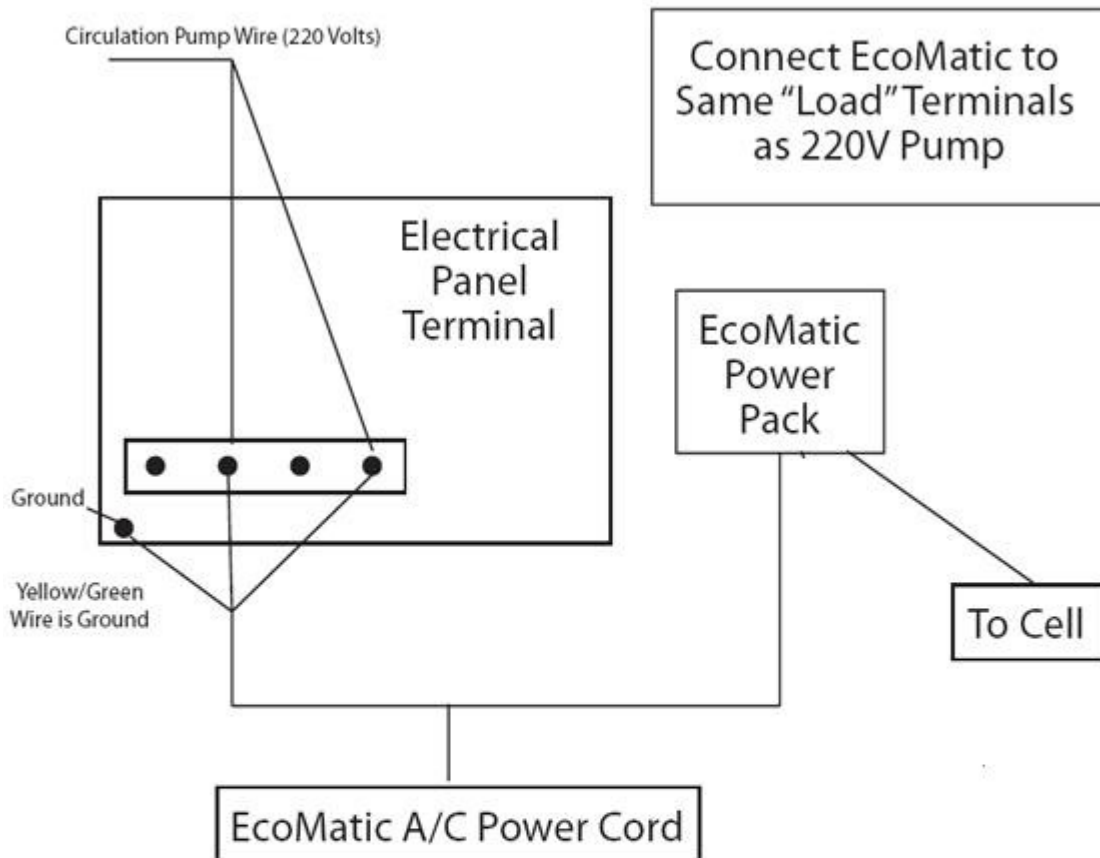 Circulation Pump Wire (220 Volts)
Connect EcoMatic to
Same "Load" Terminals
as 220V Pump
Electrical
Panel
Terminal
EcoMatic
Power
Pack
Ground
Yellow/Green
Wire is Ground
To Cell
EcoMatic A/C Power Cord